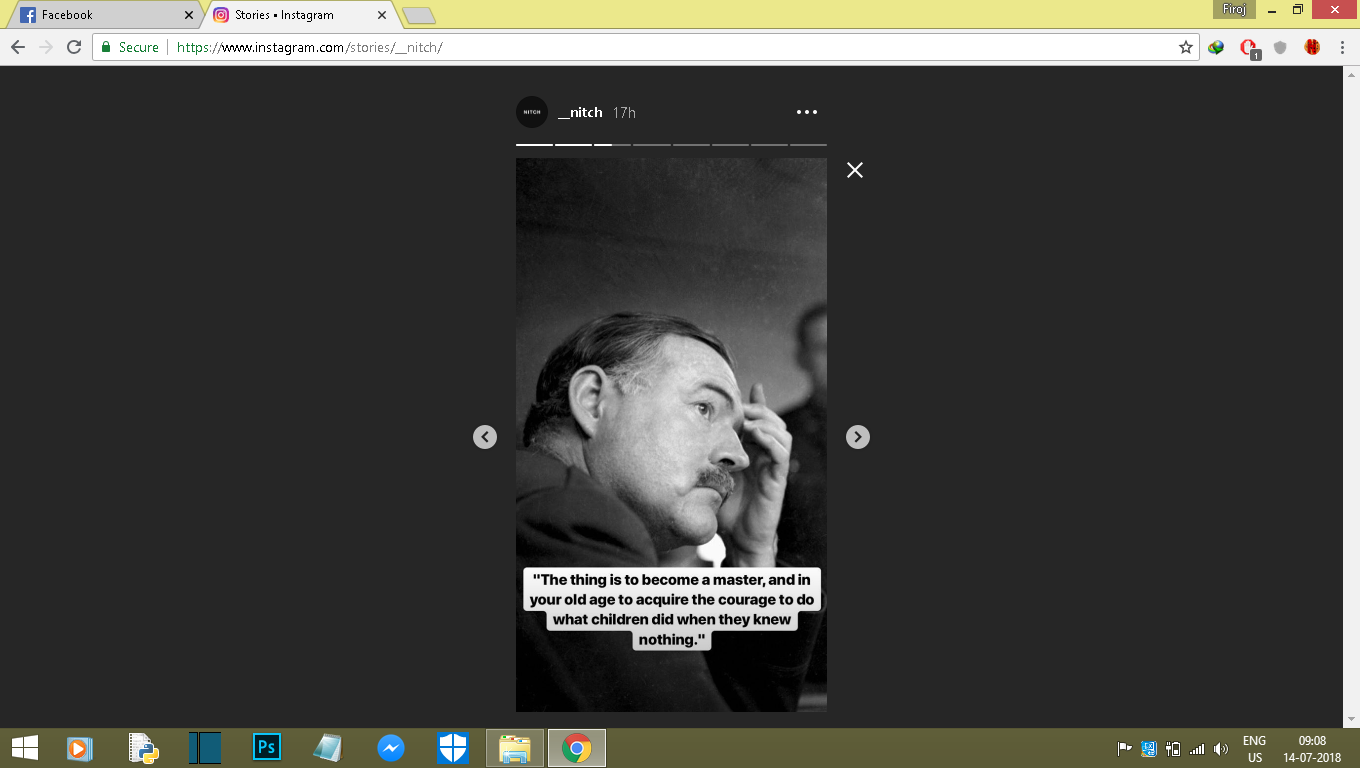 Facebook
Stories • Instagram
Firoj
Secure
https://www.instagram.com/stories/__nitch/
1
NITCH
__nitch 17h
"The thing is to become a master, and in
your old age to acquire the courage to do
what children did when they knew
nothing."
Ps
ENG
US
09:08
14-07-2018